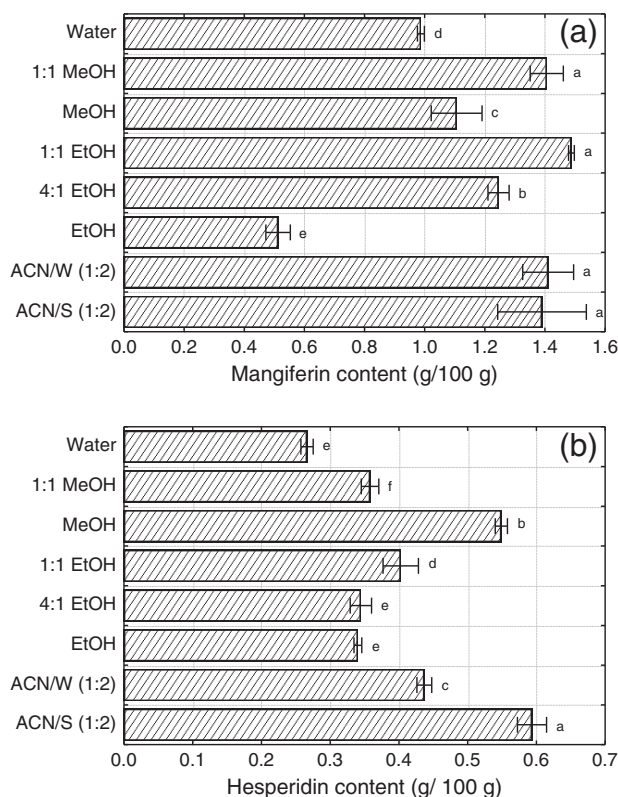 (a)
Water
d
1:1 MeOH
a
MeOH
c
1:1 EtOH
a
4:1 EtOH
b
EtOH
e
ACN/W (1:2)
a
ACN/S (1:2)
a
0.0 0.2 0.4 0.6 0.8 1.0 1.2 1.4 1.6
Mangiferin content (g/100 g)
(b)
Water
e
1:1 MeOH
f
MeOH
b
1:1 EtOH
d
4:1 EtOH
e
EtOH
e
ACN/W (1:2)
c
ACN/S (1:2)
a
0.0 0.1 0.2 0.3 0.4 0.5 0.6 0.7
Hesperidin content (g/ 100 g)